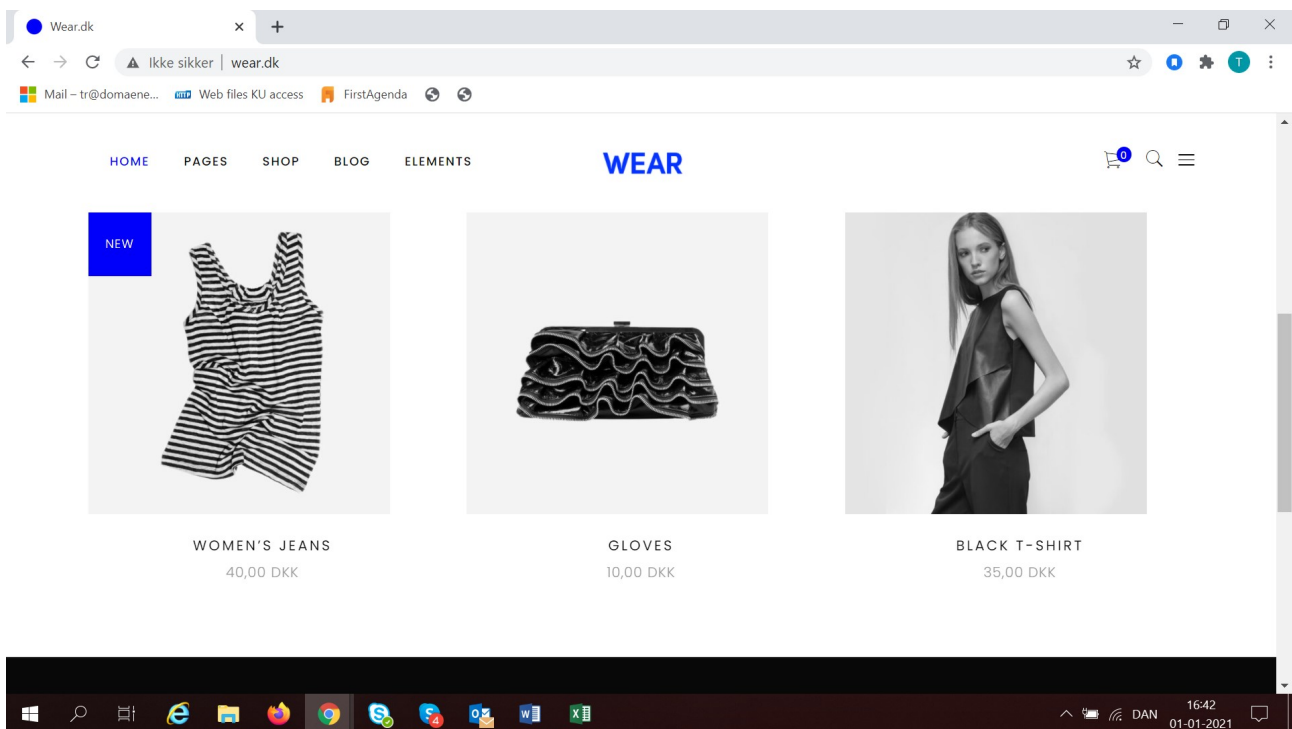 Wear.dk
Ikke sikker | wear.dk
Mail – tr@domaene... Web files KU access FirstAgenda
HOME PAGES SHOP BLOG ELEMENTS WEAR 0
NEW
WOMEN'S JEANS GLOVES BLACK T-SHIRT
40,00 DKK 10,00 DKK 35,00 DKK
DAN 16:42
01-01-2021